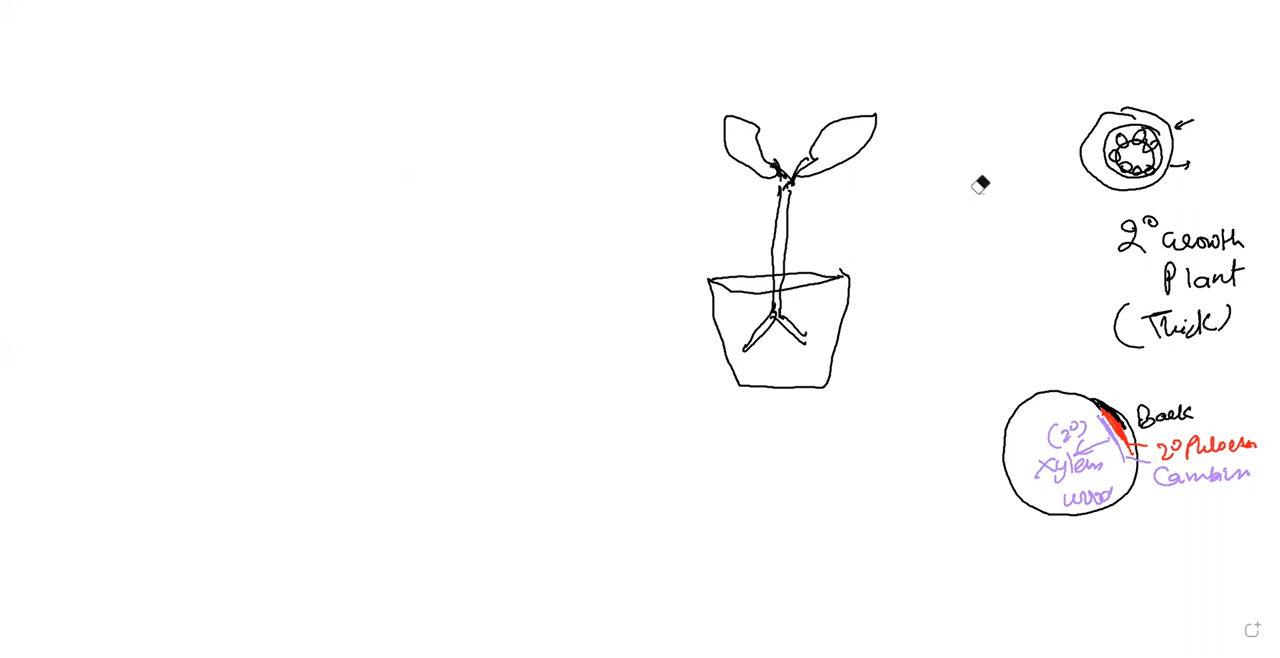 2° Growth
Plant
(Thick)
Bark
2° Phloem
(2°)
Xylem
Cambium
wood